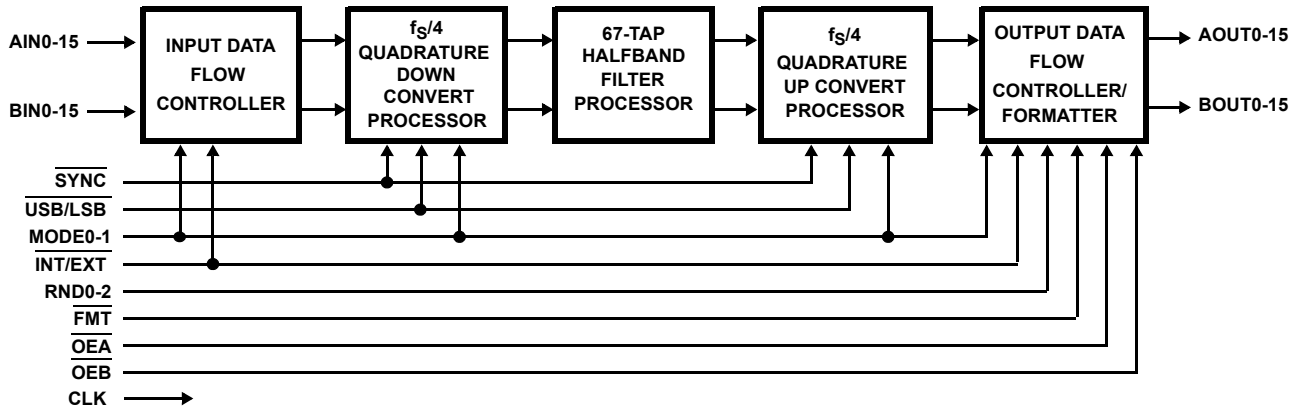 AIN0-15
BIN0-15
INPUT DATA
FLOW
CONTROLLER
fS/4
QUADRATURE
DOWN
CONVERT
PROCESSOR
67-TAP
HALFBAND
FILTER
PROCESSOR
fS/4
QUADRATURE
UP CONVERT
PROCESSOR
OUTPUT DATA
FLOW
CONTROLLER/
FORMATTER
AOUT0-15
BOUT0-15
SYNC
USB/LSB
MODE0-1
INT/EXT
RND0-2
FMT
OEA
OEB
CLK